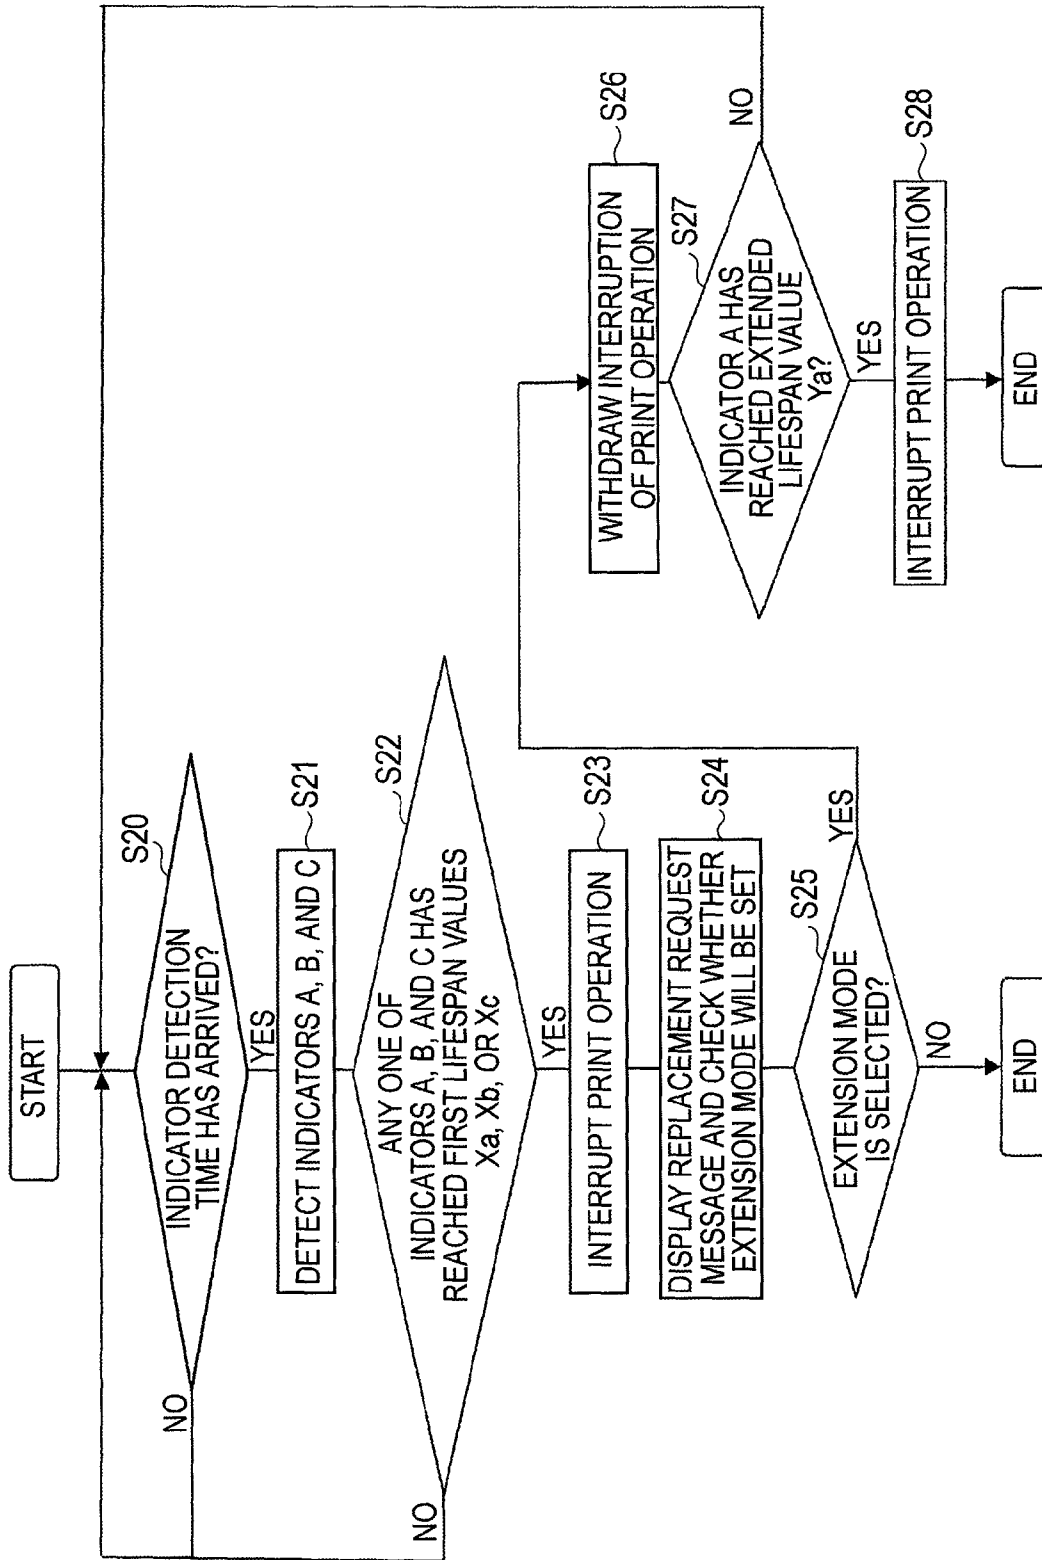 START
S20
INDICATOR DETECTION
TIME HAS ARRIVED?
NO
YES
S21
DETECT INDICATORS A, B, AND C
S22
ANY ONE OF
INDICATORS A, B, AND C HAS
REACHED FIRST LIFESPAN VALUES
Xa, Xb, OR Xc
NO
YES
S23
INTERRUPT PRINT OPERATION
S24
DISPLAY REPLACEMENT REQUEST
MESSAGE AND CHECK WHETHER
EXTENSION MODE WILL BE SET
S25
EXTENSION MODE
IS SELECTED?
YES
NO
END
S26
WITHDRAW INTERRUPTION
OF PRINT OPERATION
S27
INDICATOR A HAS
REACHED EXTENDED
LIFESPAN VALUE
Ya?
NO
YES
S28
INTERRUPT PRINT OPERATION
END